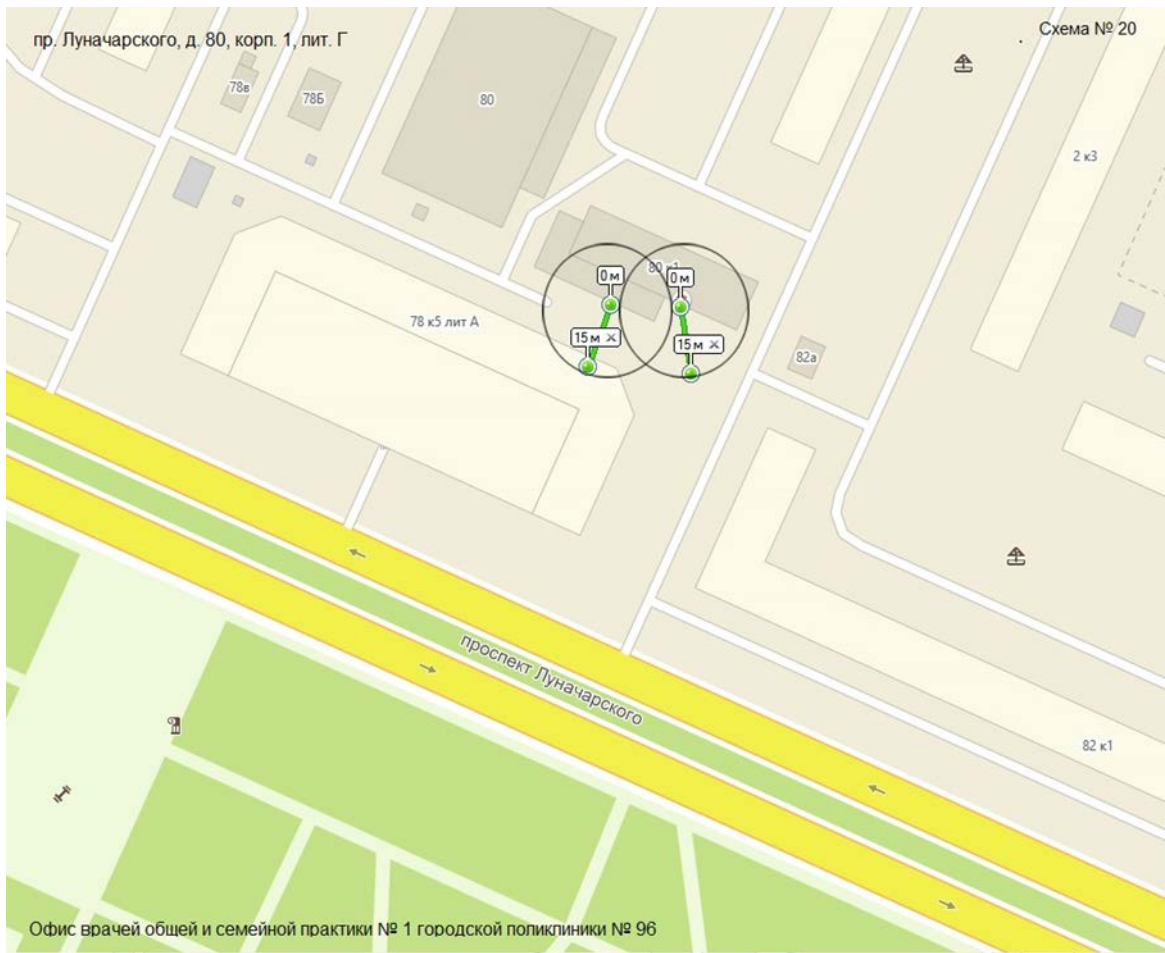 пр. Луначарского, д. 80, корп. 1, лит. Г
Схема № 20
78в
78Б
80
2 к3
80 к1
0 м
0 м
78 к5 лит А
15 м
15 м
82а
проспект Луначарского
82 к1
Офис врачей общей и семейной практики № 1 городской поликлиники № 96